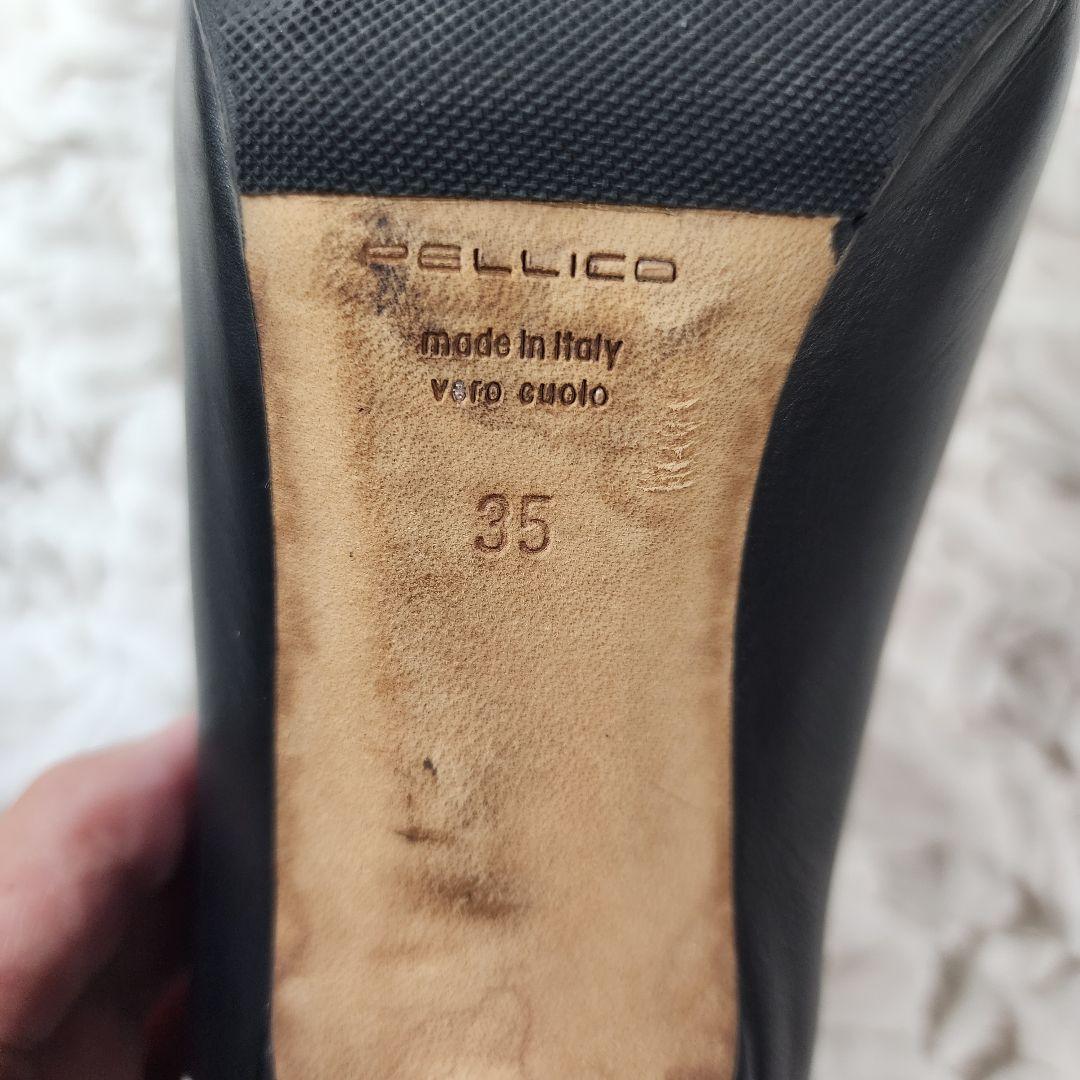 PELLICO
made in Italy
vero cuoio
35